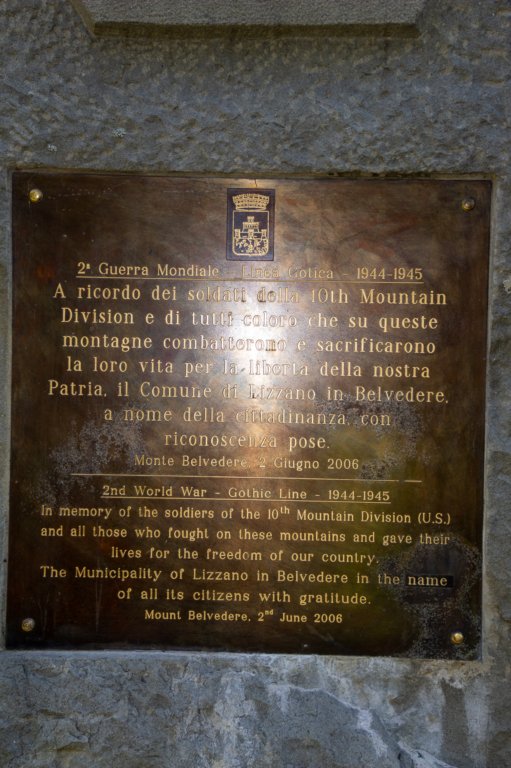 2ª Guerra Mondiale – Linea Gotica – 1944-1945
A ricordo dei soldati della 10th Mountain
Division e di tutti coloro che su queste
montagne combatterono e sacrificarono
la loro vita per la libertà della nostra
Patria, il Comune di Lizzano in Belvedere,
a nome della cittadinanza, con
riconoscenza pose.
Monte Belvedere, 2 Giugno 2006
2nd World War – Gothic Line – 1944-1945
In memory of the soldiers of the 10th Mountain Division (U.S.)
and all those who fought on these mountains and gave their
lives for the freedom of our country.
The Municipality of Lizzano in Belvedere in the name
of all its citizens with gratitude.
Mount Belvedere, 2nd June 2006